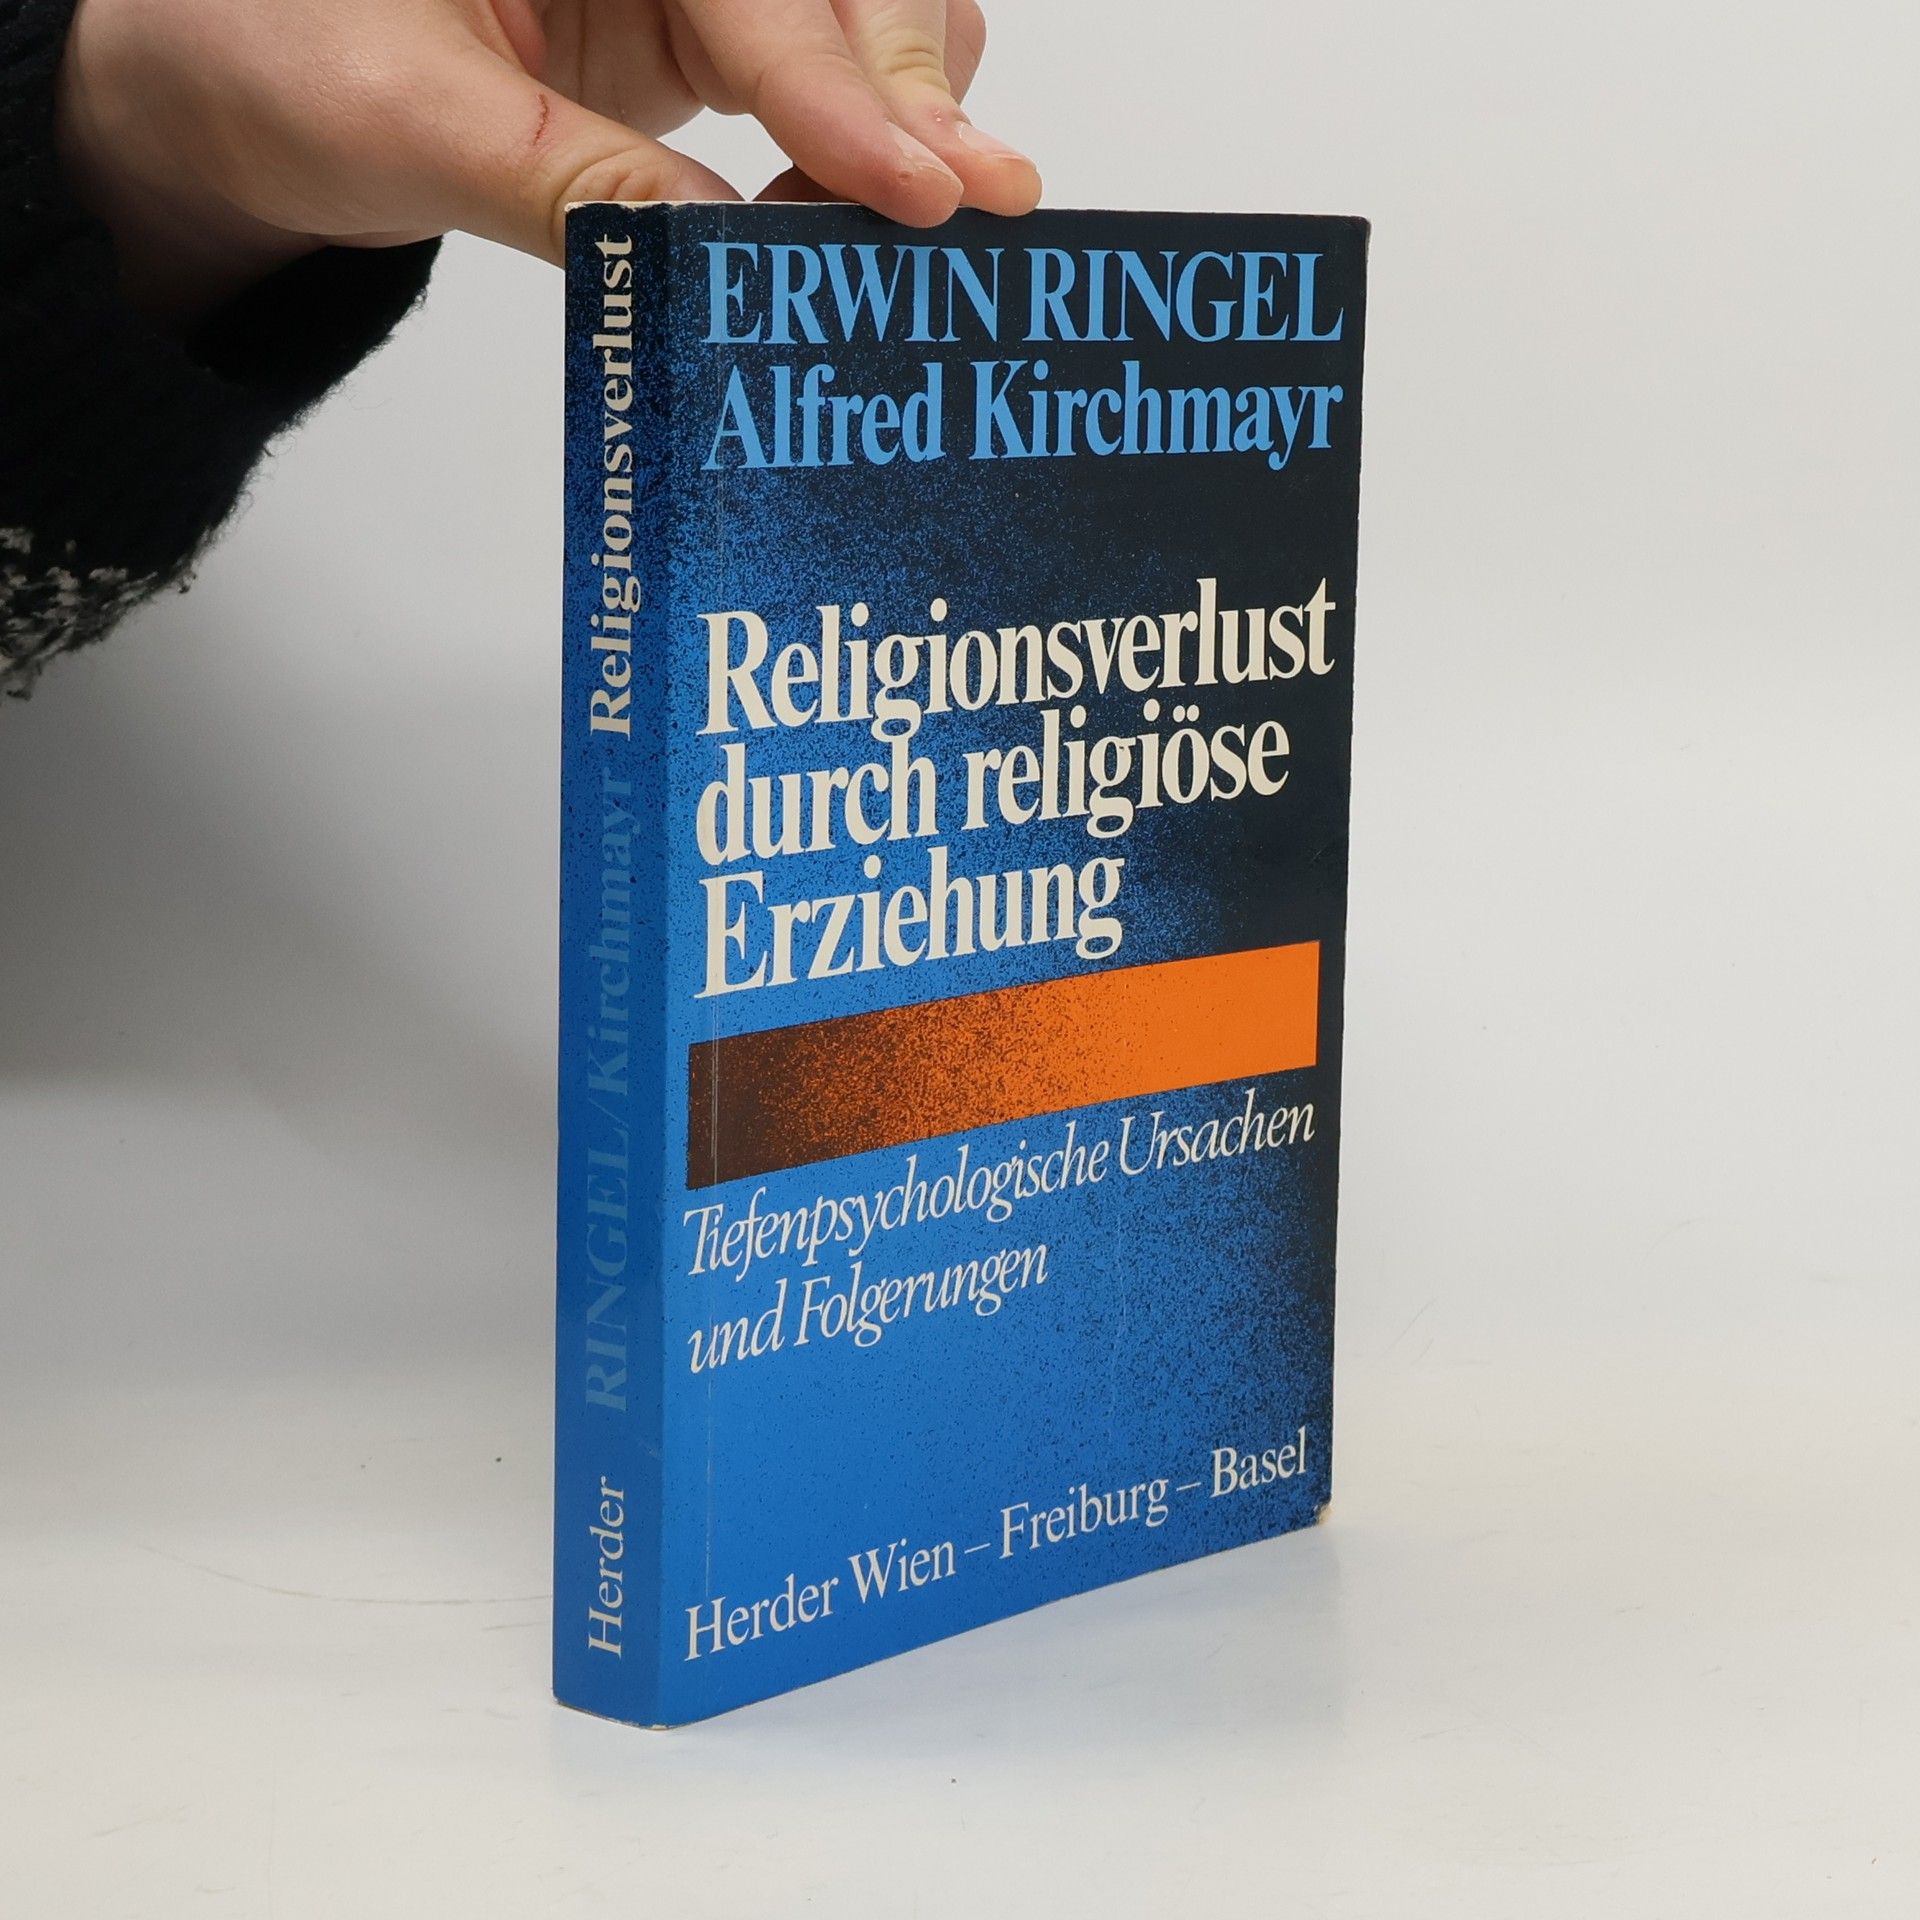 ERWIN RINGEL
Alfred Kirchmayr
Religionsverlust
durch religiöse
Erziehung
Tiefenpsychologische Ursachen
und Folgerungen
Herder Wien – Freiburg – Basel
Herder RINGEL/Kirchmayr Religionsverlust